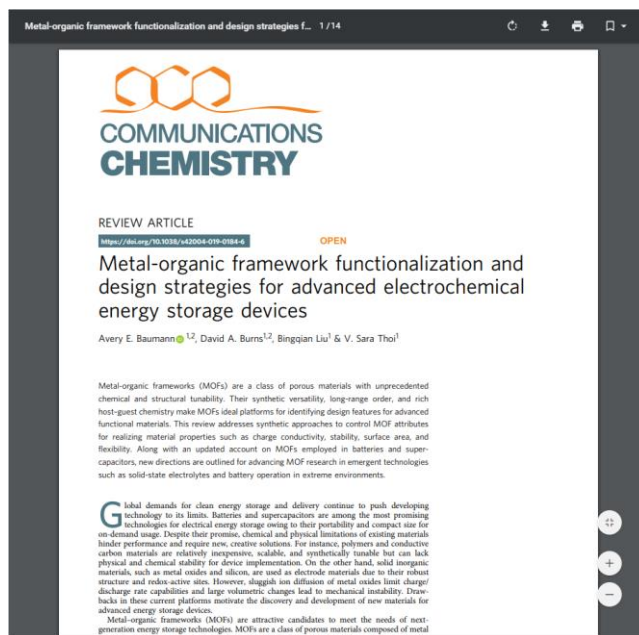 Metal-organic framework functionalization and design strategies f... 1 / 14
COMMUNICATIONS
CHEMISTRY
REVIEW ARTICLE
https://doi.org/10.1038/s42004-019-0184-6 OPEN
Metal-organic framework functionalization and
design strategies for advanced electrochemical
energy storage devices
Avery E. Baumann 1,2, David A. Burns1,2, Bingqian Liu1 & V. Sara Thoi1
Metal-organic frameworks (MOFs) are a class of porous materials with unprecedented
chemical and structural tunability. Their synthetic versatility, long-range order, and rich
host-guest chemistry make MOFs ideal platforms for identifying design features for advanced
functional materials. This review addresses synthetic approaches to control MOF attributes
for realizing material properties such as charge conductivity, stability, surface area, and
flexibility. Along with an updated account on MOFs employed in batteries and super-
capacitors, new directions are outlined for advancing MOF research in emergent technologies
such as solid-state electrolytes and battery operation in extreme environments.
Global demands for clean energy storage and delivery continue to push developing
technology to its limits. Batteries and supercapacitors are among the most promising
technologies for electrical energy storage owing to their portability and compact size for
on-demand usage. Despite their promise, chemical and physical limitations of existing materials
hinder performance and require new, creative solutions. For instance, polymers and conductive
carbon materials are relatively inexpensive, scalable, and synthetically tunable but can lack
physical and chemical stability for device implementation. On the other hand, solid inorganic
materials, such as metal oxides and silicon, are used as electrode materials due to their robust
structure and redox-active sites. However, sluggish ion diffusion of metal oxides limit charge/
discharge rate capabilities and large volumetric changes lead to mechanical instability. Draw-
backs in these current platforms motivate the discovery and development of new materials for
advanced energy storage devices.
Metal–organic frameworks (MOFs) are attractive candidates to meet the needs of next-
generation energy storage technologies. MOFs are a class of porous materials composed of metal